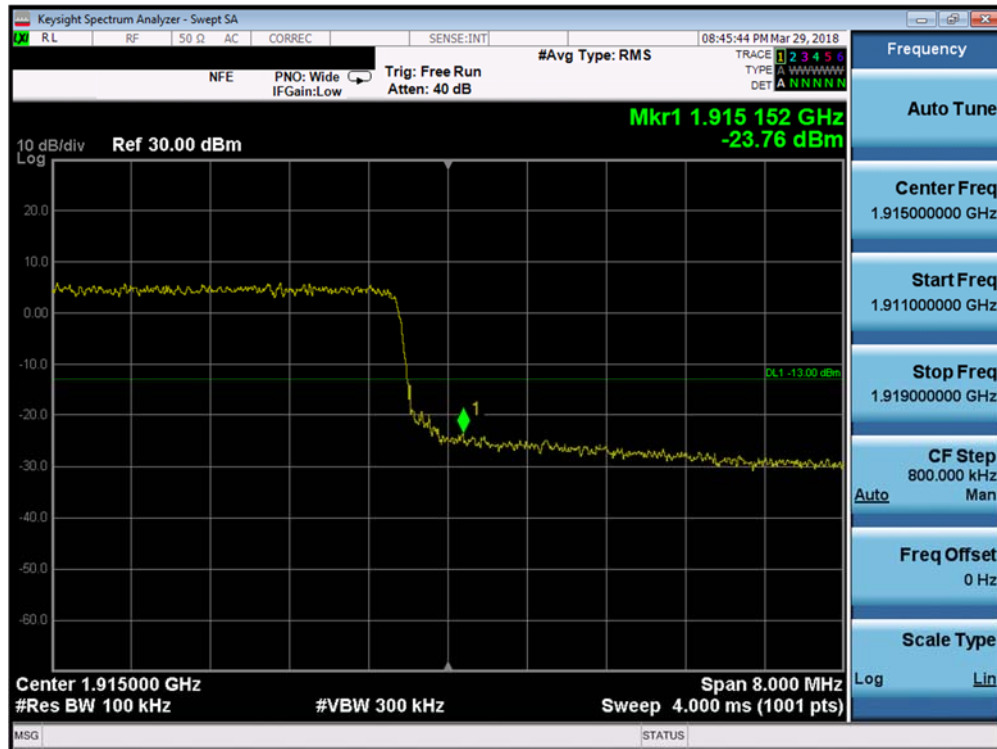 Keysight Spectrum Analyzer - Swept SA
LXI RL RF 50 Ω AC CORREC SENSE:INT 08:45:44 PM Mar 29, 2018
#Avg Type: RMS
TRACE 1 2 3 4 5 6
TYPE A WWWWW
DET A N N N N N
NFE PNO: Wide Trig: Free Run
IFGain:Low Atten: 40 dB
Mkr1 1.915 152 GHz
-23.76 dBm
10 dB/div Ref 30.00 dBm
Log
20.0
10.0
0.00
-10.0
DL1 -13.00 dBm
-20.0
1
-30.0
-40.0
-50.0
-60.0
Center 1.915000 GHz Span 8.000 MHz
#Res BW 100 kHz #VBW 300 kHz Sweep 4.000 ms (1001 pts)
MSG STATUS
Frequency
Auto Tune
Center Freq
1.915000000 GHz
Start Freq
1.911000000 GHz
Stop Freq
1.919000000 GHz
CF Step
800.000 kHz
Auto Man
Freq Offset
0 Hz
Scale Type
Log Lin